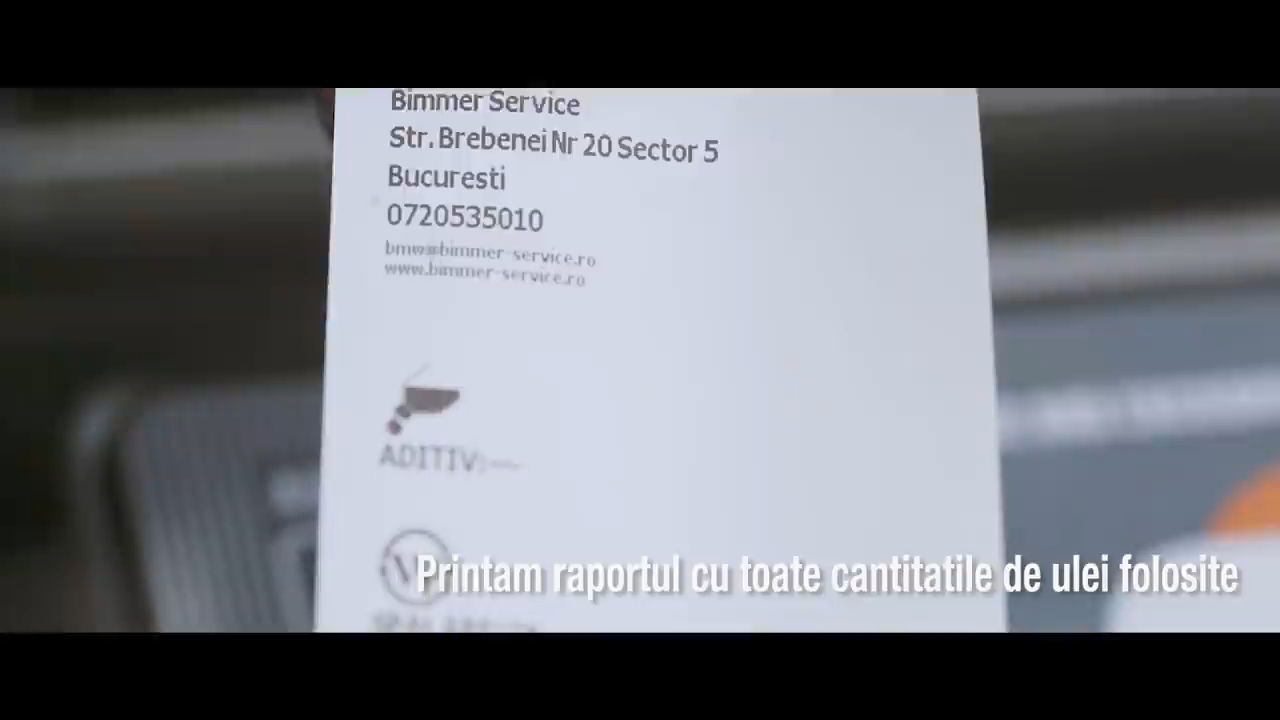 Bimmer Service
Str. Brebenei Nr 20 Sector 5
Bucuresti
0720535010
bmw@bimmer-service.ro
www.bimmer-service.ro
ADITIV:---
Printam raportul cu toate cantitatile de ulei folosite